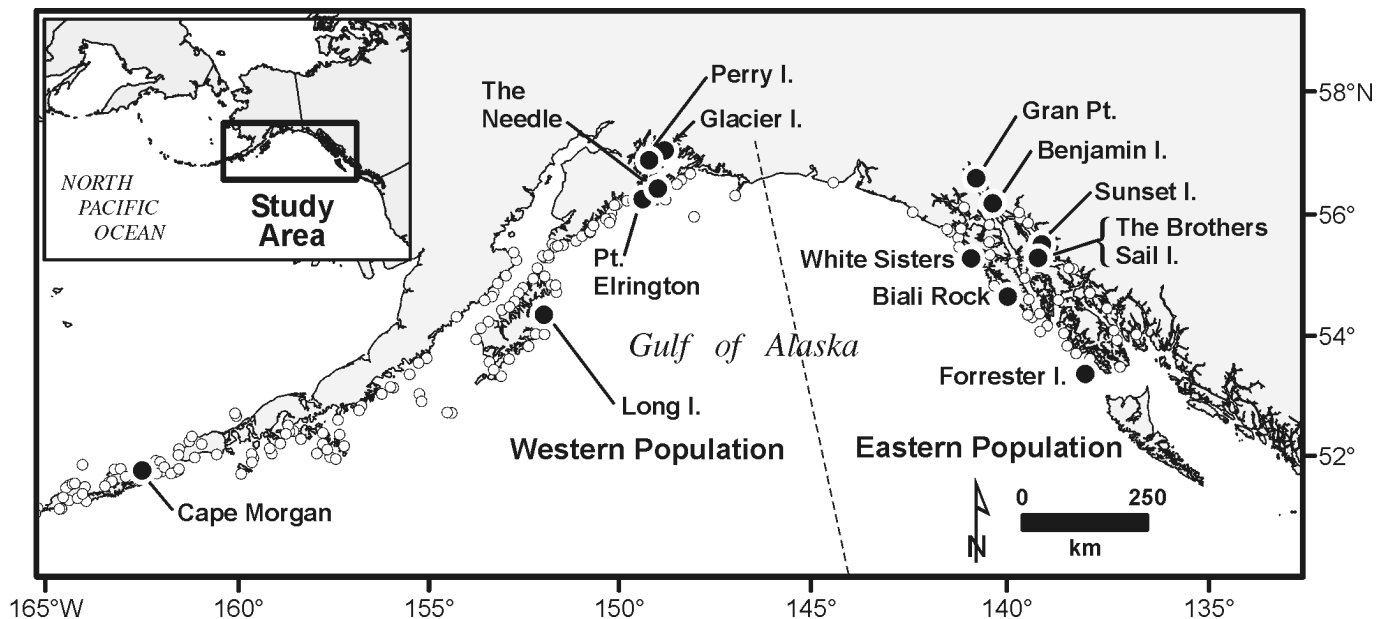 NORTH
PACIFIC
OCEAN
Study
Area
The
Needle
Perry I.
Glacier I.
Pt.
Elrington
Long I.
Cape Morgan
Gulf of Alaska
Western Population
Eastern Population
Gran Pt.
Benjamin I.
Sunset I.
The Brothers
Sail I.
White Sisters
Biali Rock
Forrester I.
N
0 250
km
58°N
56°
54°
52°
165°W 160° 155° 150° 145° 140° 135°